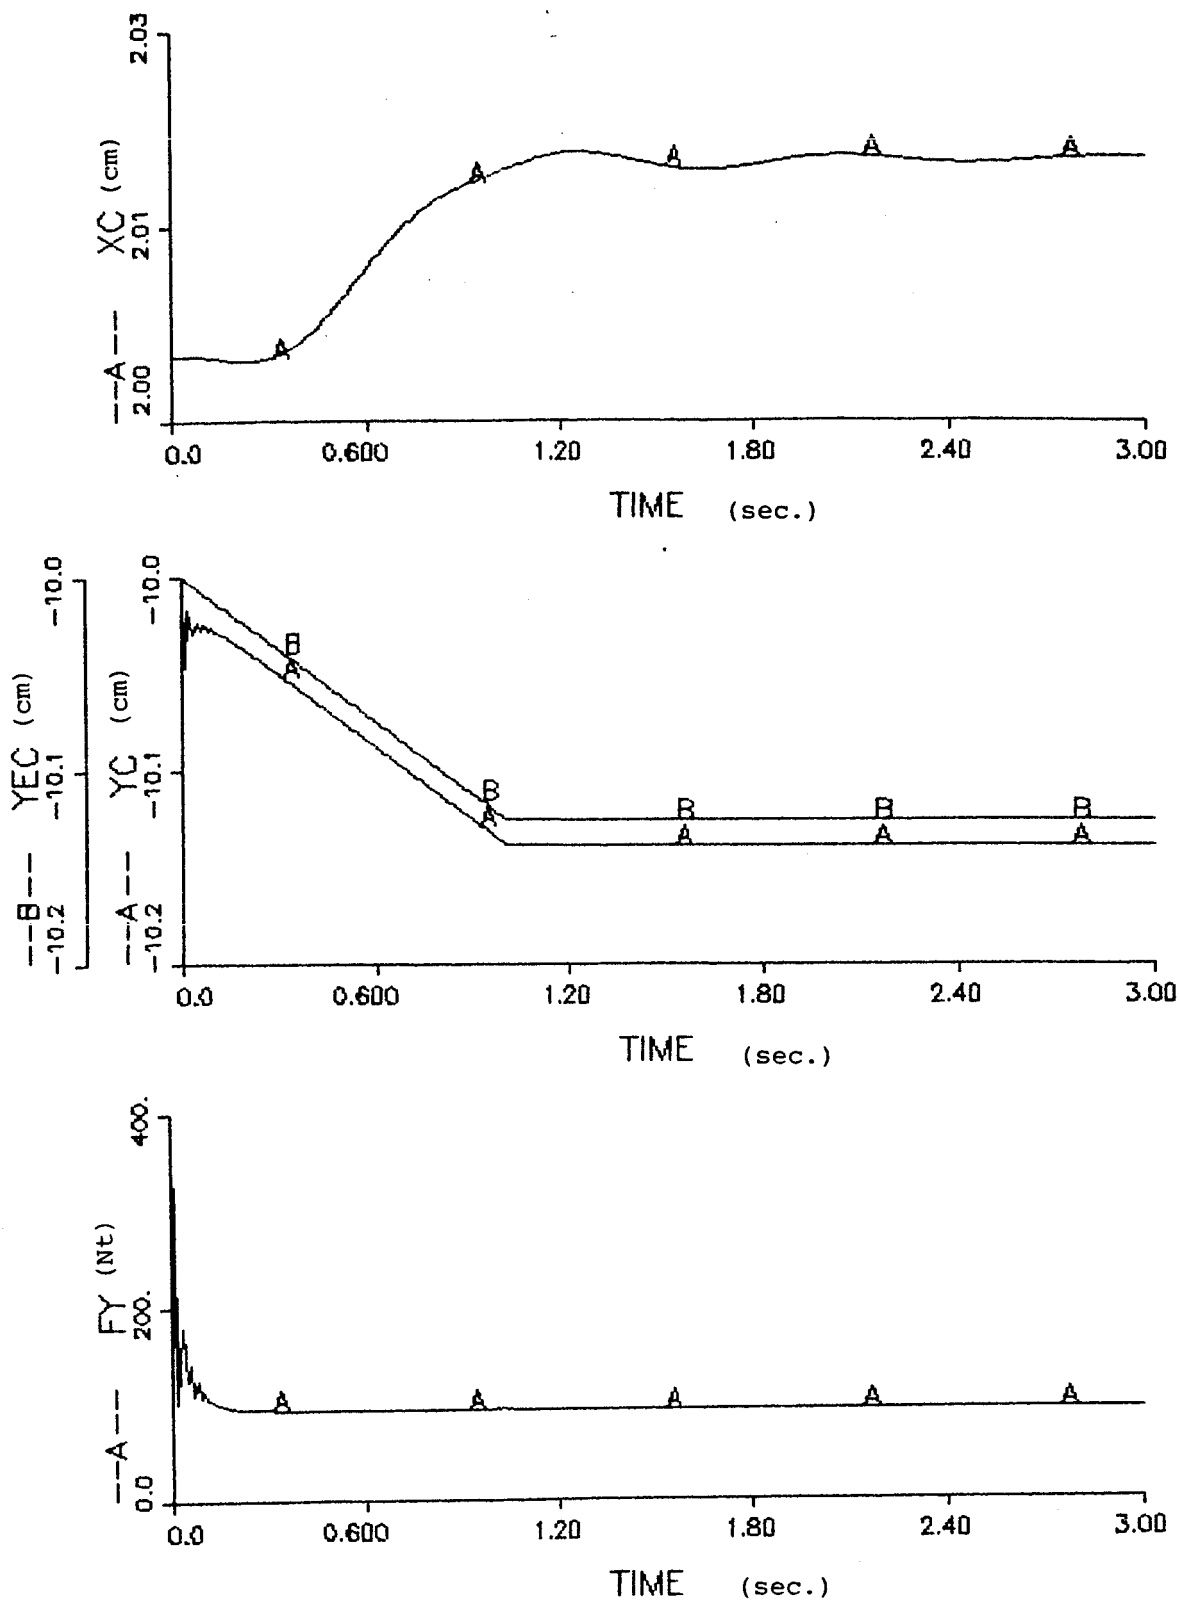 2.03
2.01
2.00
--A-- XC (cm)
0.0 0.600 1.20 1.80 2.40 3.00
TIME (sec.)
A A A A A
-10.0
-10.1
-10.2
--B-- YEC (cm)
-10.0
-10.1
-10.2
--A-- YC (cm)
B B B B B
A A A A A
0.0 0.600 1.20 1.80 2.40 3.00
TIME (sec.)
400.
200.
0.0
--A-- FY (Nt)
A A A A A
0.0 0.600 1.20 1.80 2.40 3.00
TIME (sec.)